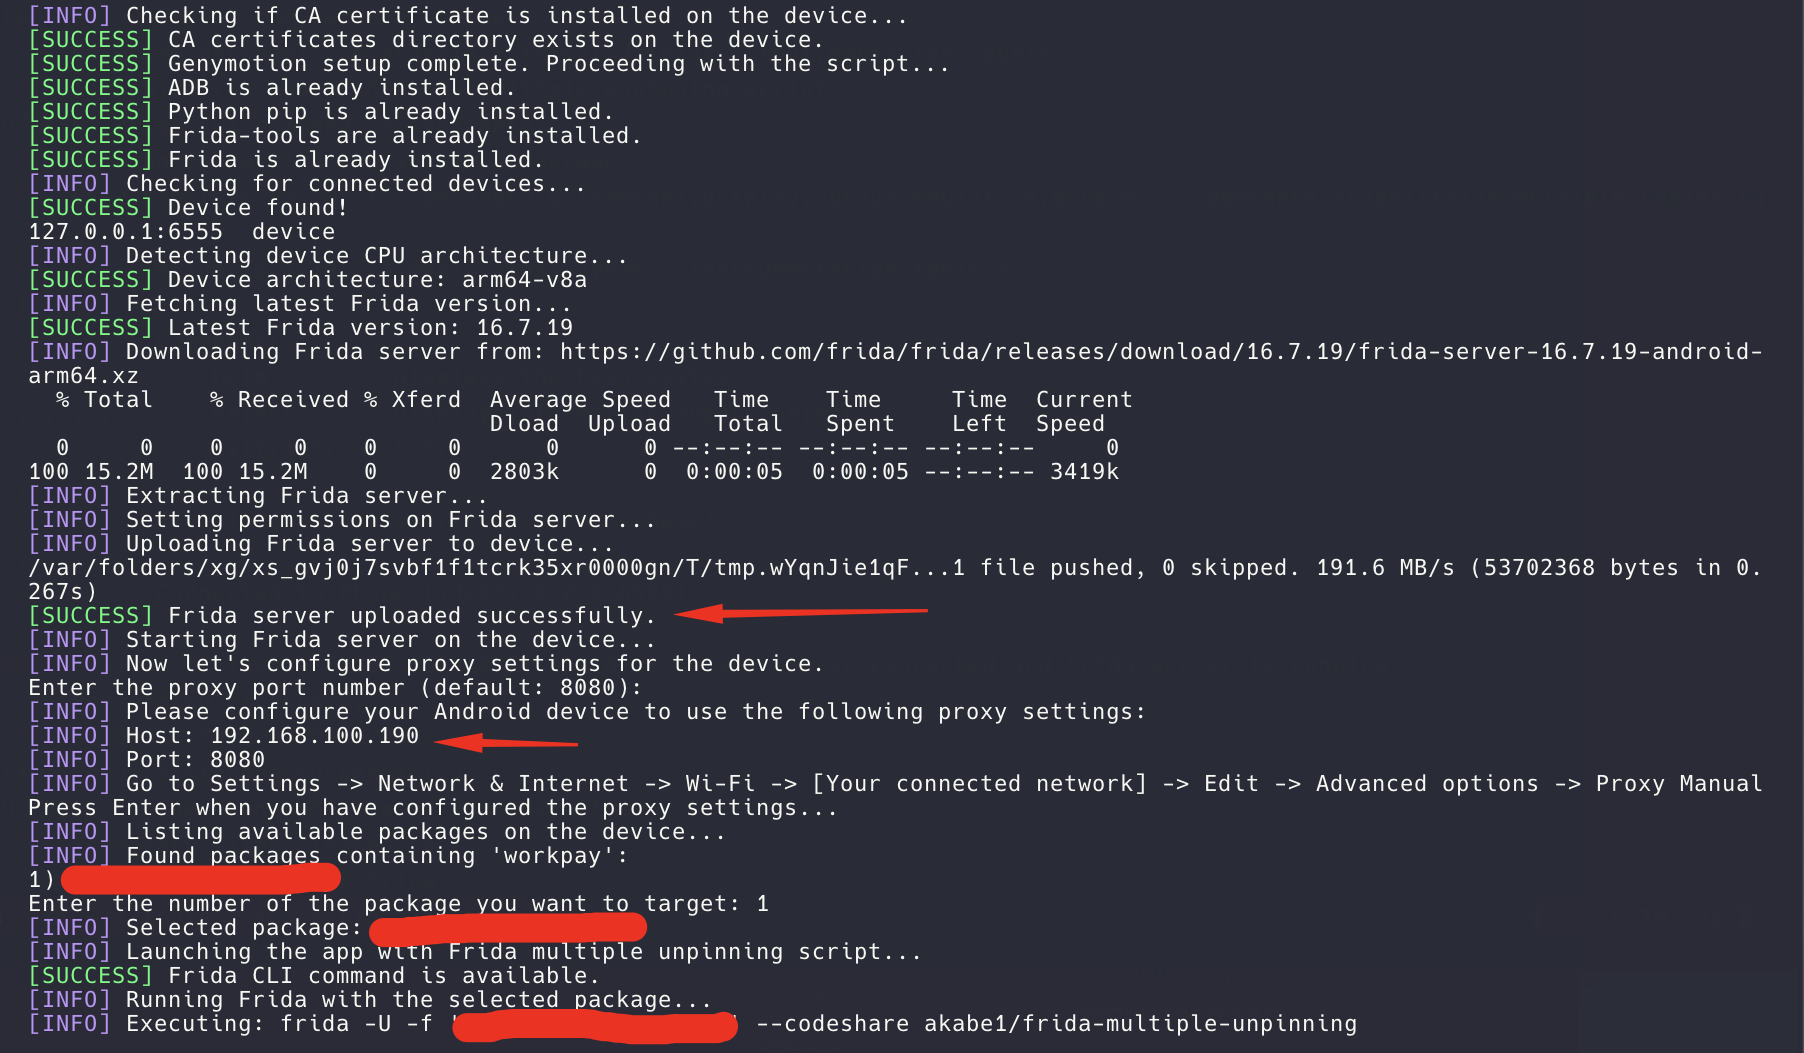 [INFO] Checking if CA certificate is installed on the device...
[SUCCESS] CA certificates directory exists on the device.
[SUCCESS] Genymotion setup complete. Proceeding with the script...
[SUCCESS] ADB is already installed.
[SUCCESS] Python pip is already installed.
[SUCCESS] Frida-tools are already installed.
[SUCCESS] Frida is already installed.
[INFO] Checking for connected devices...
[SUCCESS] Device found!
127.0.0.1:6555  device
[INFO] Detecting device CPU architecture...
[SUCCESS] Device architecture: arm64-v8a
[INFO] Fetching latest Frida version...
[SUCCESS] Latest Frida version: 16.7.19
[INFO] Downloading Frida server from: https://github.com/frida/frida/releases/download/16.7.19/frida-server-16.7.19-android-
arm64.xz
  % Total    % Received % Xferd  Average Speed   Time    Time     Time  Current
                                 Dload  Upload   Total   Spent    Left  Speed
  0     0    0     0    0     0      0      0 --:--:-- --:--:-- --:--:--     0
100 15.2M  100 15.2M    0     0  2803k      0  0:00:05  0:00:05 --:--:-- 3419k
[INFO] Extracting Frida server...
[INFO] Setting permissions on Frida server...
[INFO] Uploading Frida server to device...
/var/folders/xg/xs_gvj0j7svbf1f1tcrk35xr0000gn/T/tmp.wYqnJie1qF...1 file pushed, 0 skipped. 191.6 MB/s (53702368 bytes in 0.
267s)
[SUCCESS] Frida server uploaded successfully.
[INFO] Starting Frida server on the device...
[INFO] Now let's configure proxy settings for the device.
Enter the proxy port number (default: 8080):
[INFO] Please configure your Android device to use the following proxy settings:
[INFO] Host: 192.168.100.190
[INFO] Port: 8080
[INFO] Go to Settings -> Network & Internet -> Wi-Fi -> [Your connected network] -> Edit -> Advanced options -> Proxy Manual
Press Enter when you have configured the proxy settings...
[INFO] Listing available packages on the device...
[INFO] Found packages containing 'workpay':
1)
Enter the number of the package you want to target: 1
[INFO] Selected package:
[INFO] Launching the app with Frida multiple unpinning script...
[SUCCESS] Frida CLI command is available.
[INFO] Running Frida with the selected package...
[INFO] Executing: frida -U -f ' ' --codeshare akabe1/frida-multiple-unpinning